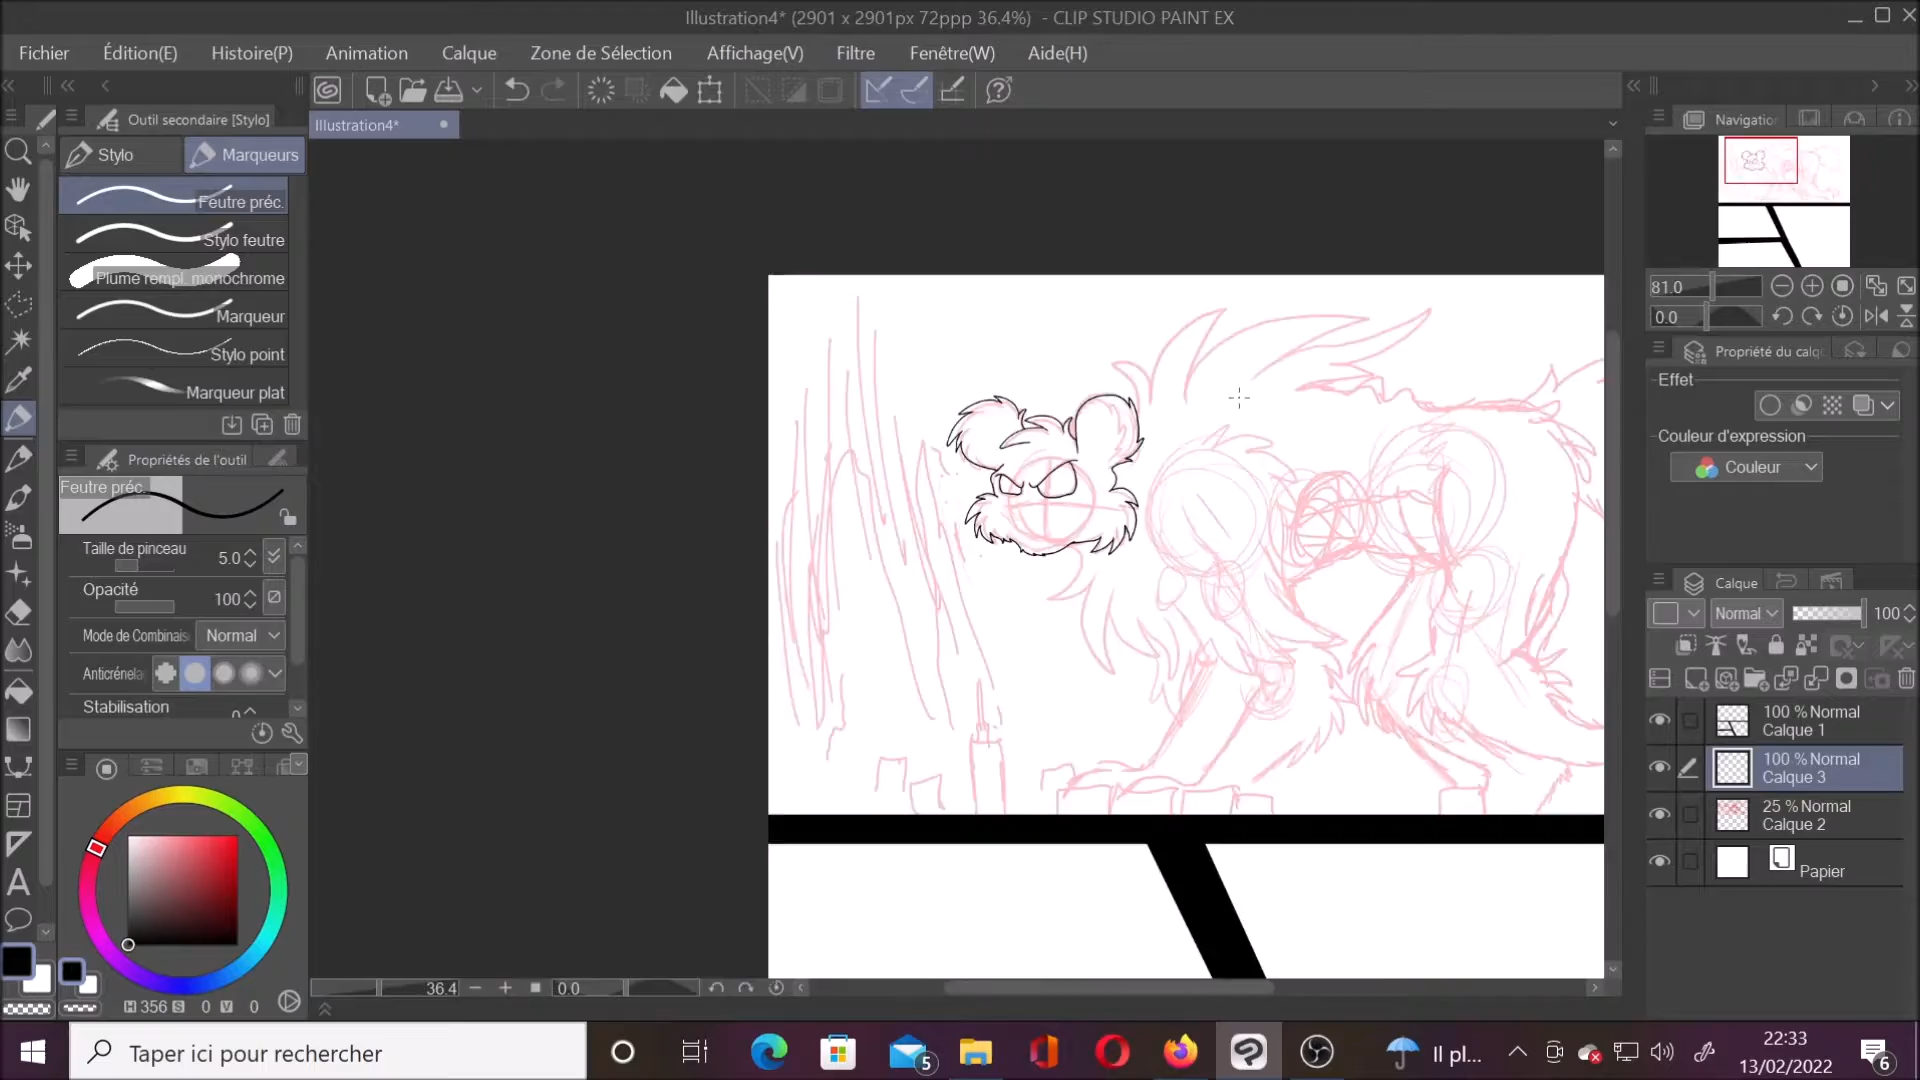 Illustration4* (2901 x 2901px 72ppp 36.4%) - CLIP STUDIO PAINT EX
Fichier Édition(E) Histoire(P) Animation Calque Zone de Sélection Affichage(V) Filtre Fenêtre(W) Aide(H)
Outil secondaire [Stylo]
Illustration4*
Navigation
Stylo Marqueurs
Feutre préc.
Stylo feutre
Plume rempl. monochrome
Marqueur
Stylo point
Marqueur plat
81.0
0.0
Propriété du calq
Effet
Couleur d'expression
Couleur
Propriétés de l'outil
Feutre préc.
Taille de pinceau 5.0
Opacité 100
Mode de Combinais Normal
Anticrénela
Stabilisation 0
Calque
Normal 100
100 % Normal
Calque 1
100 % Normal
Calque 3
25 % Normal
Calque 2
Papier
H 356 S 0 V 0
36.4 0.0
Taper ici pour rechercher
5
Il pl...
22:33
13/02/2022
6